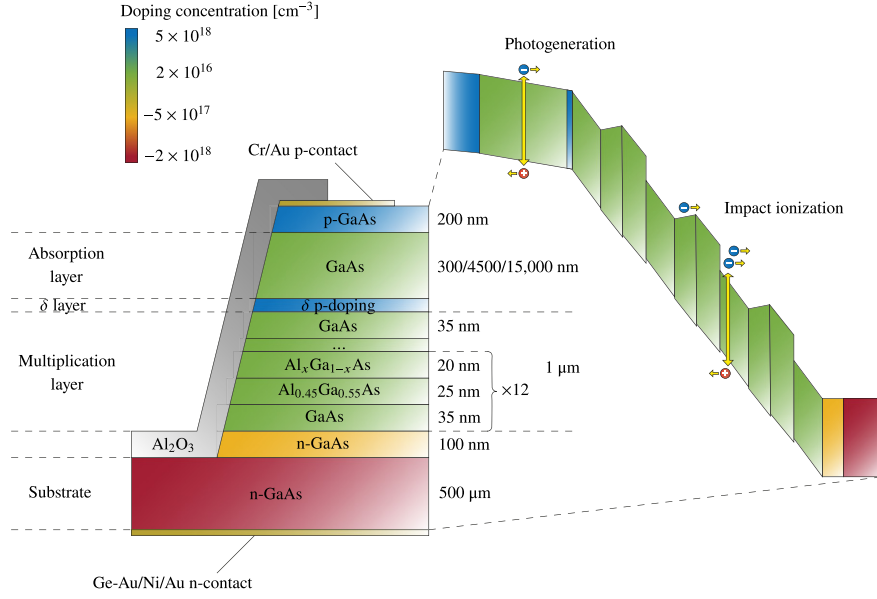 Doping concentration [cm⁻³]
5 × 10¹⁸
2 × 10¹⁶
−5 × 10¹⁷
−2 × 10¹⁸
Photogeneration
Cr/Au p-contact
p-GaAs
200 nm
Impact ionization
Absorption
layer
GaAs
300/4500/15,000 nm
δ layer
δ p-doping
GaAs
35 nm
...
Multiplication
layer
AlₓGa₁₋ₓAs
20 nm
1 μm
Al₀.₄₅Ga₀.₅₅As
25 nm
×12
GaAs
35 nm
Al₂O₃
n-GaAs
100 nm
Substrate
n-GaAs
500 μm
Ge-Au/Ni/Au n-contact